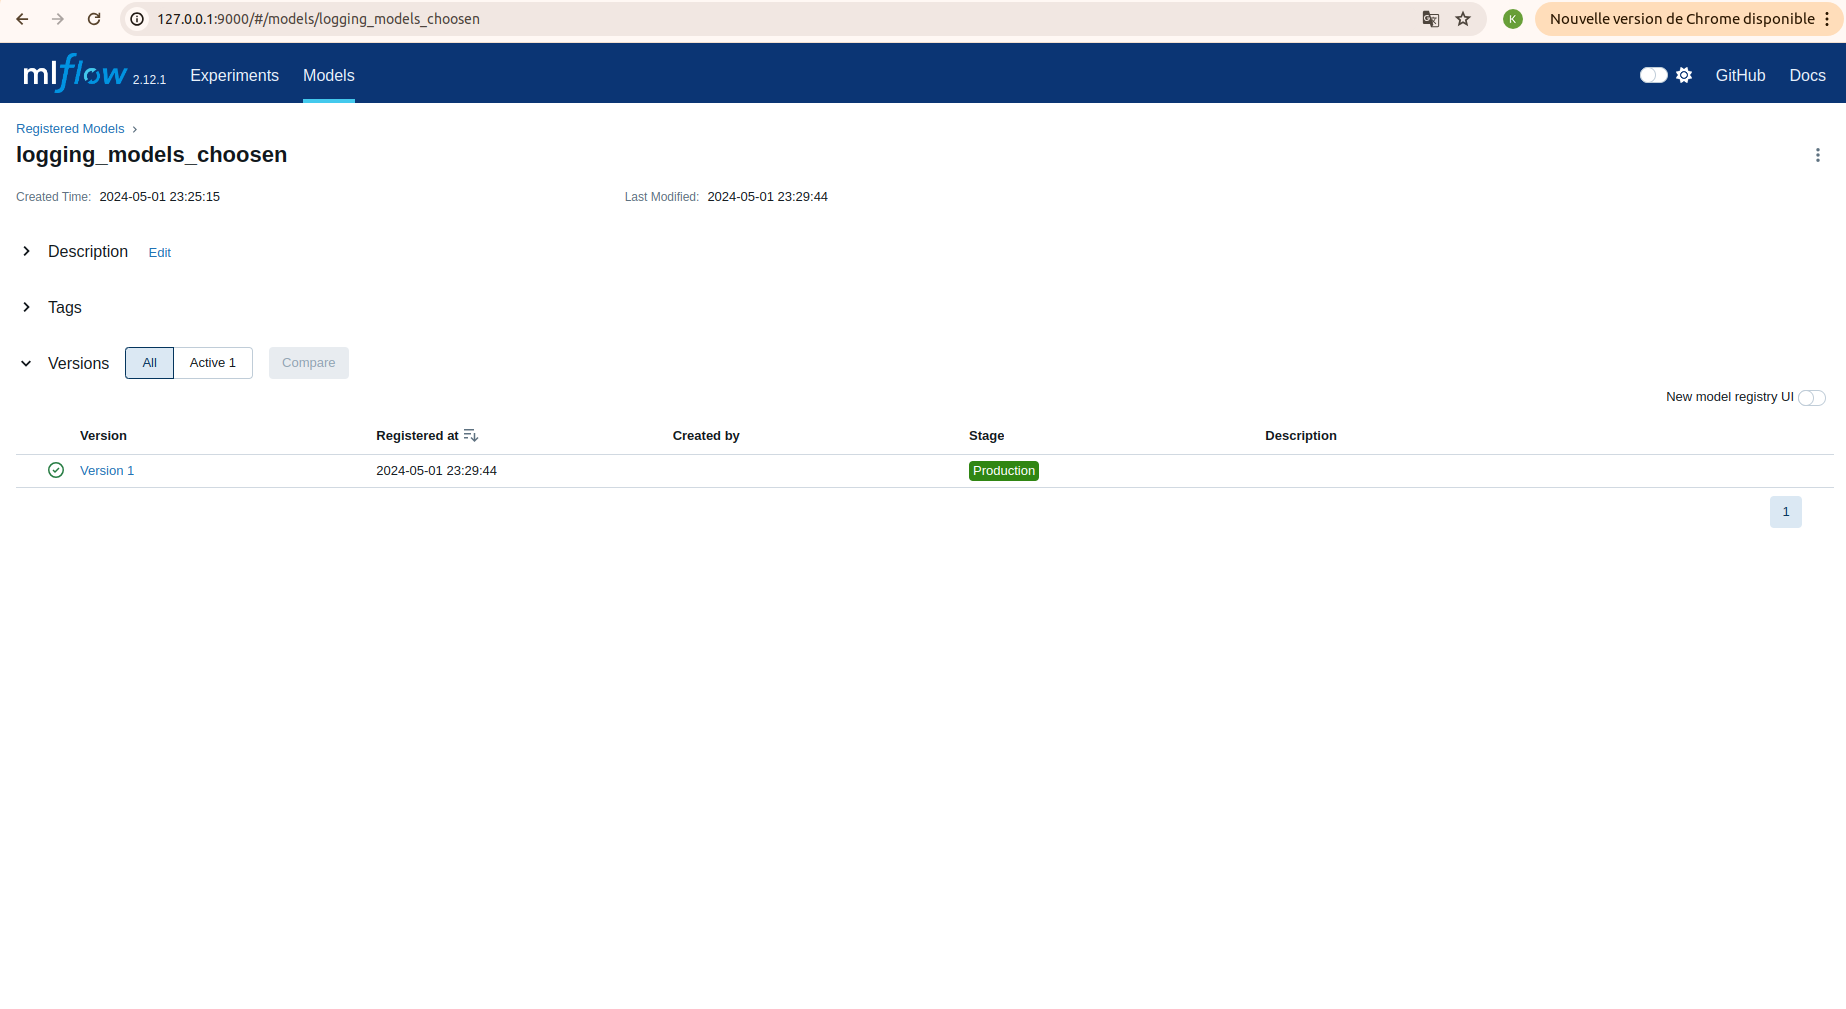 127.0.0.1:9000/#/models/logging_models_choosen K Nouvelle version de Chrome disponible
mlflow 2.12.1 Experiments Models GitHub Docs
Registered Models
logging_models_choosen
Created Time: 2024-05-01 23:25:15 Last Modified: 2024-05-01 23:29:44
Description Edit
Tags
Versions All Active 1 Compare
New model registry UI
Version Registered at Created by Stage Description
Version 1 2024-05-01 23:29:44 Production
1